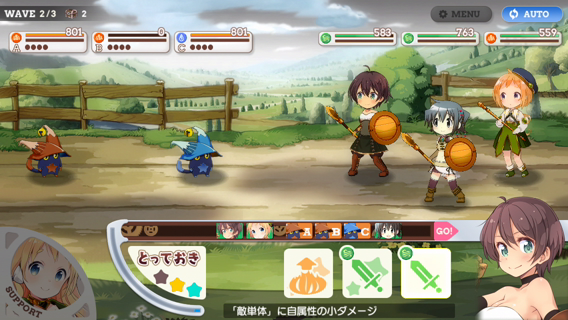 WAVE 2/3 2
MENU
AUTO
801
A
0
B
801
C
583
763
559
A
B
C
GO!
とっておき
SUPPORT
「敵単体」に自属性の小ダメージ